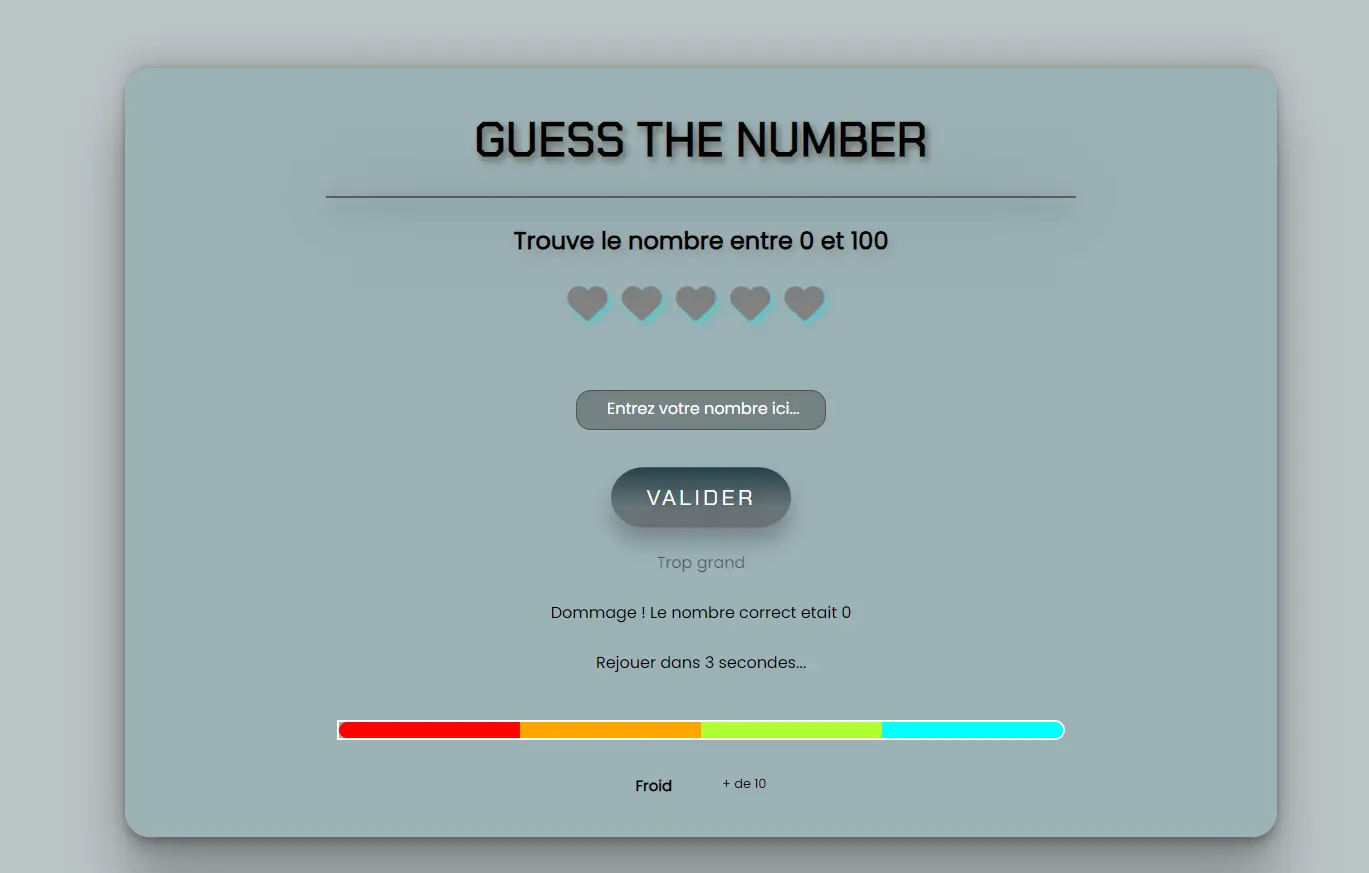 GUESS THE NUMBER
Trouve le nombre entre 0 et 100
Entrez votre nombre ici...
VALIDER
Trop grand
Dommage ! Le nombre correct etait 0
Rejouer dans 3 secondes...
Froid + de 10